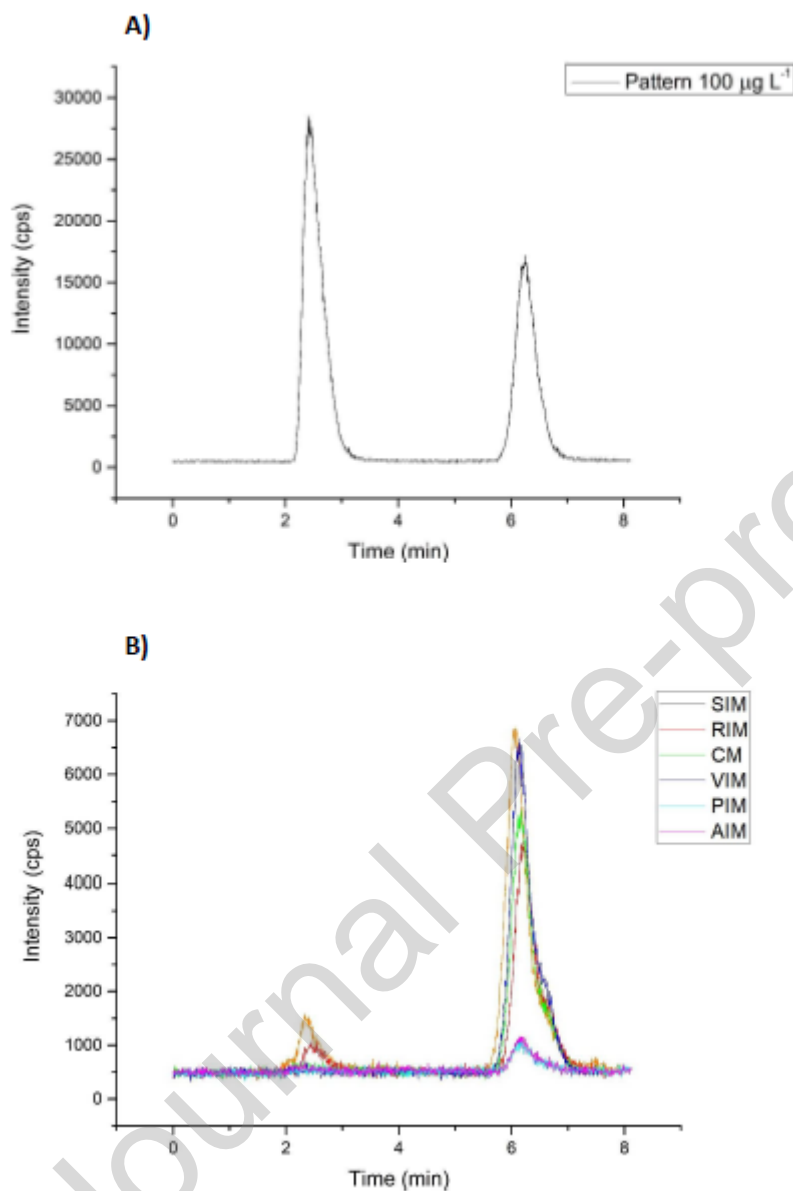 A)
Pattern 100 µg L⁻¹
30000
25000
20000
15000
10000
5000
0
Intensity (cps)
0 2 4 6 8
Time (min)
B)
SIM
RIM
CM
VIM
PIM
AIM
7000
6000
5000
4000
3000
2000
1000
0
Intensity (cps)
0 2 4 6 8
Time (min)
Journal Pre-pro